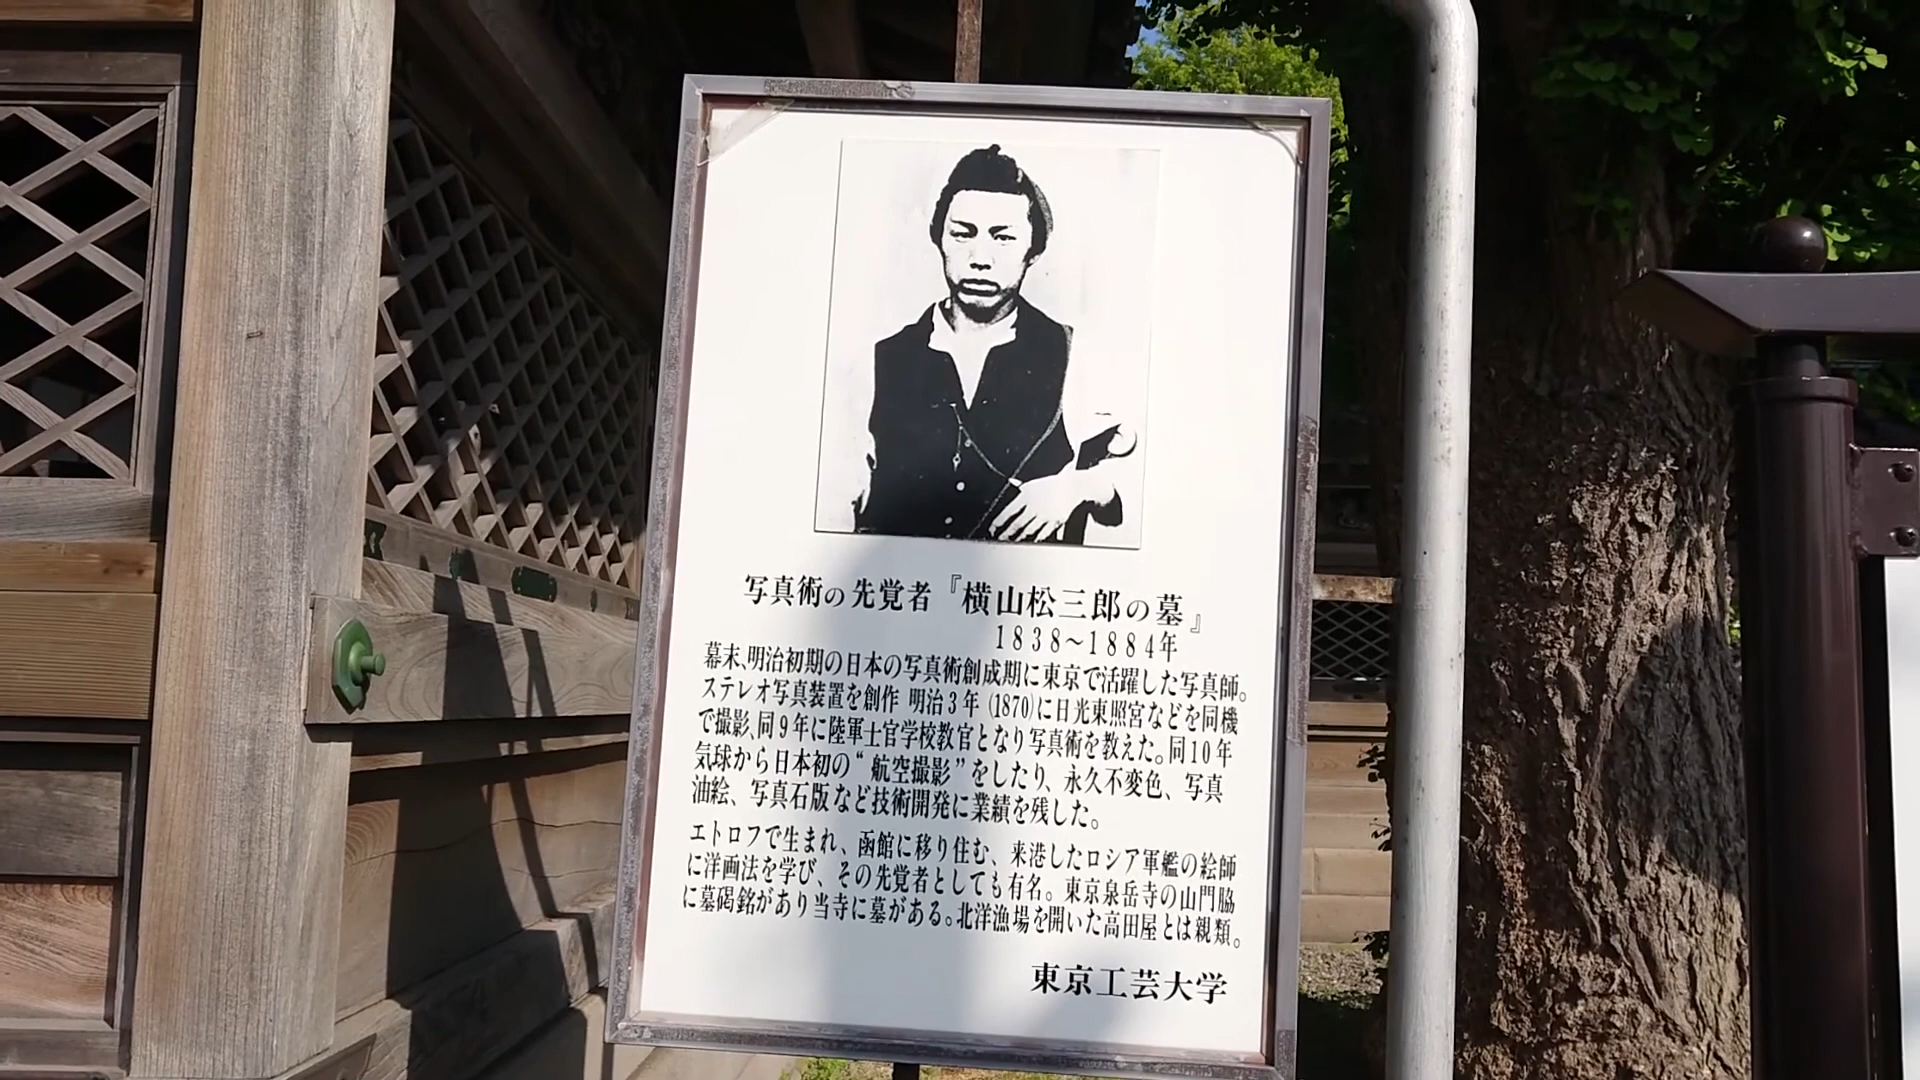 写真術の先覚者『横山松三郎の墓』
1838〜1884年
幕末、明治初期の日本の写真術創成期に東京で活躍した写真師。
ステレオ写真装置を創作 明治3年(1870)に日光東照宮などを同機
で撮影、同9年に陸軍士官学校教官となり写真術を教えた。同10年
気球から日本初の“航空撮影”をしたり、永久不変色、写真
油絵、写真石版など技術開発に業績を残した。
エトロフで生まれ、函館に移り住む、来港したロシア軍艦の絵師
に洋画法を学び、その先覚者としても有名。東京泉岳寺の山門脇
に墓碣銘があり当寺に墓がある。北洋漁場を開いた高田屋とは親類。
東京工芸大学